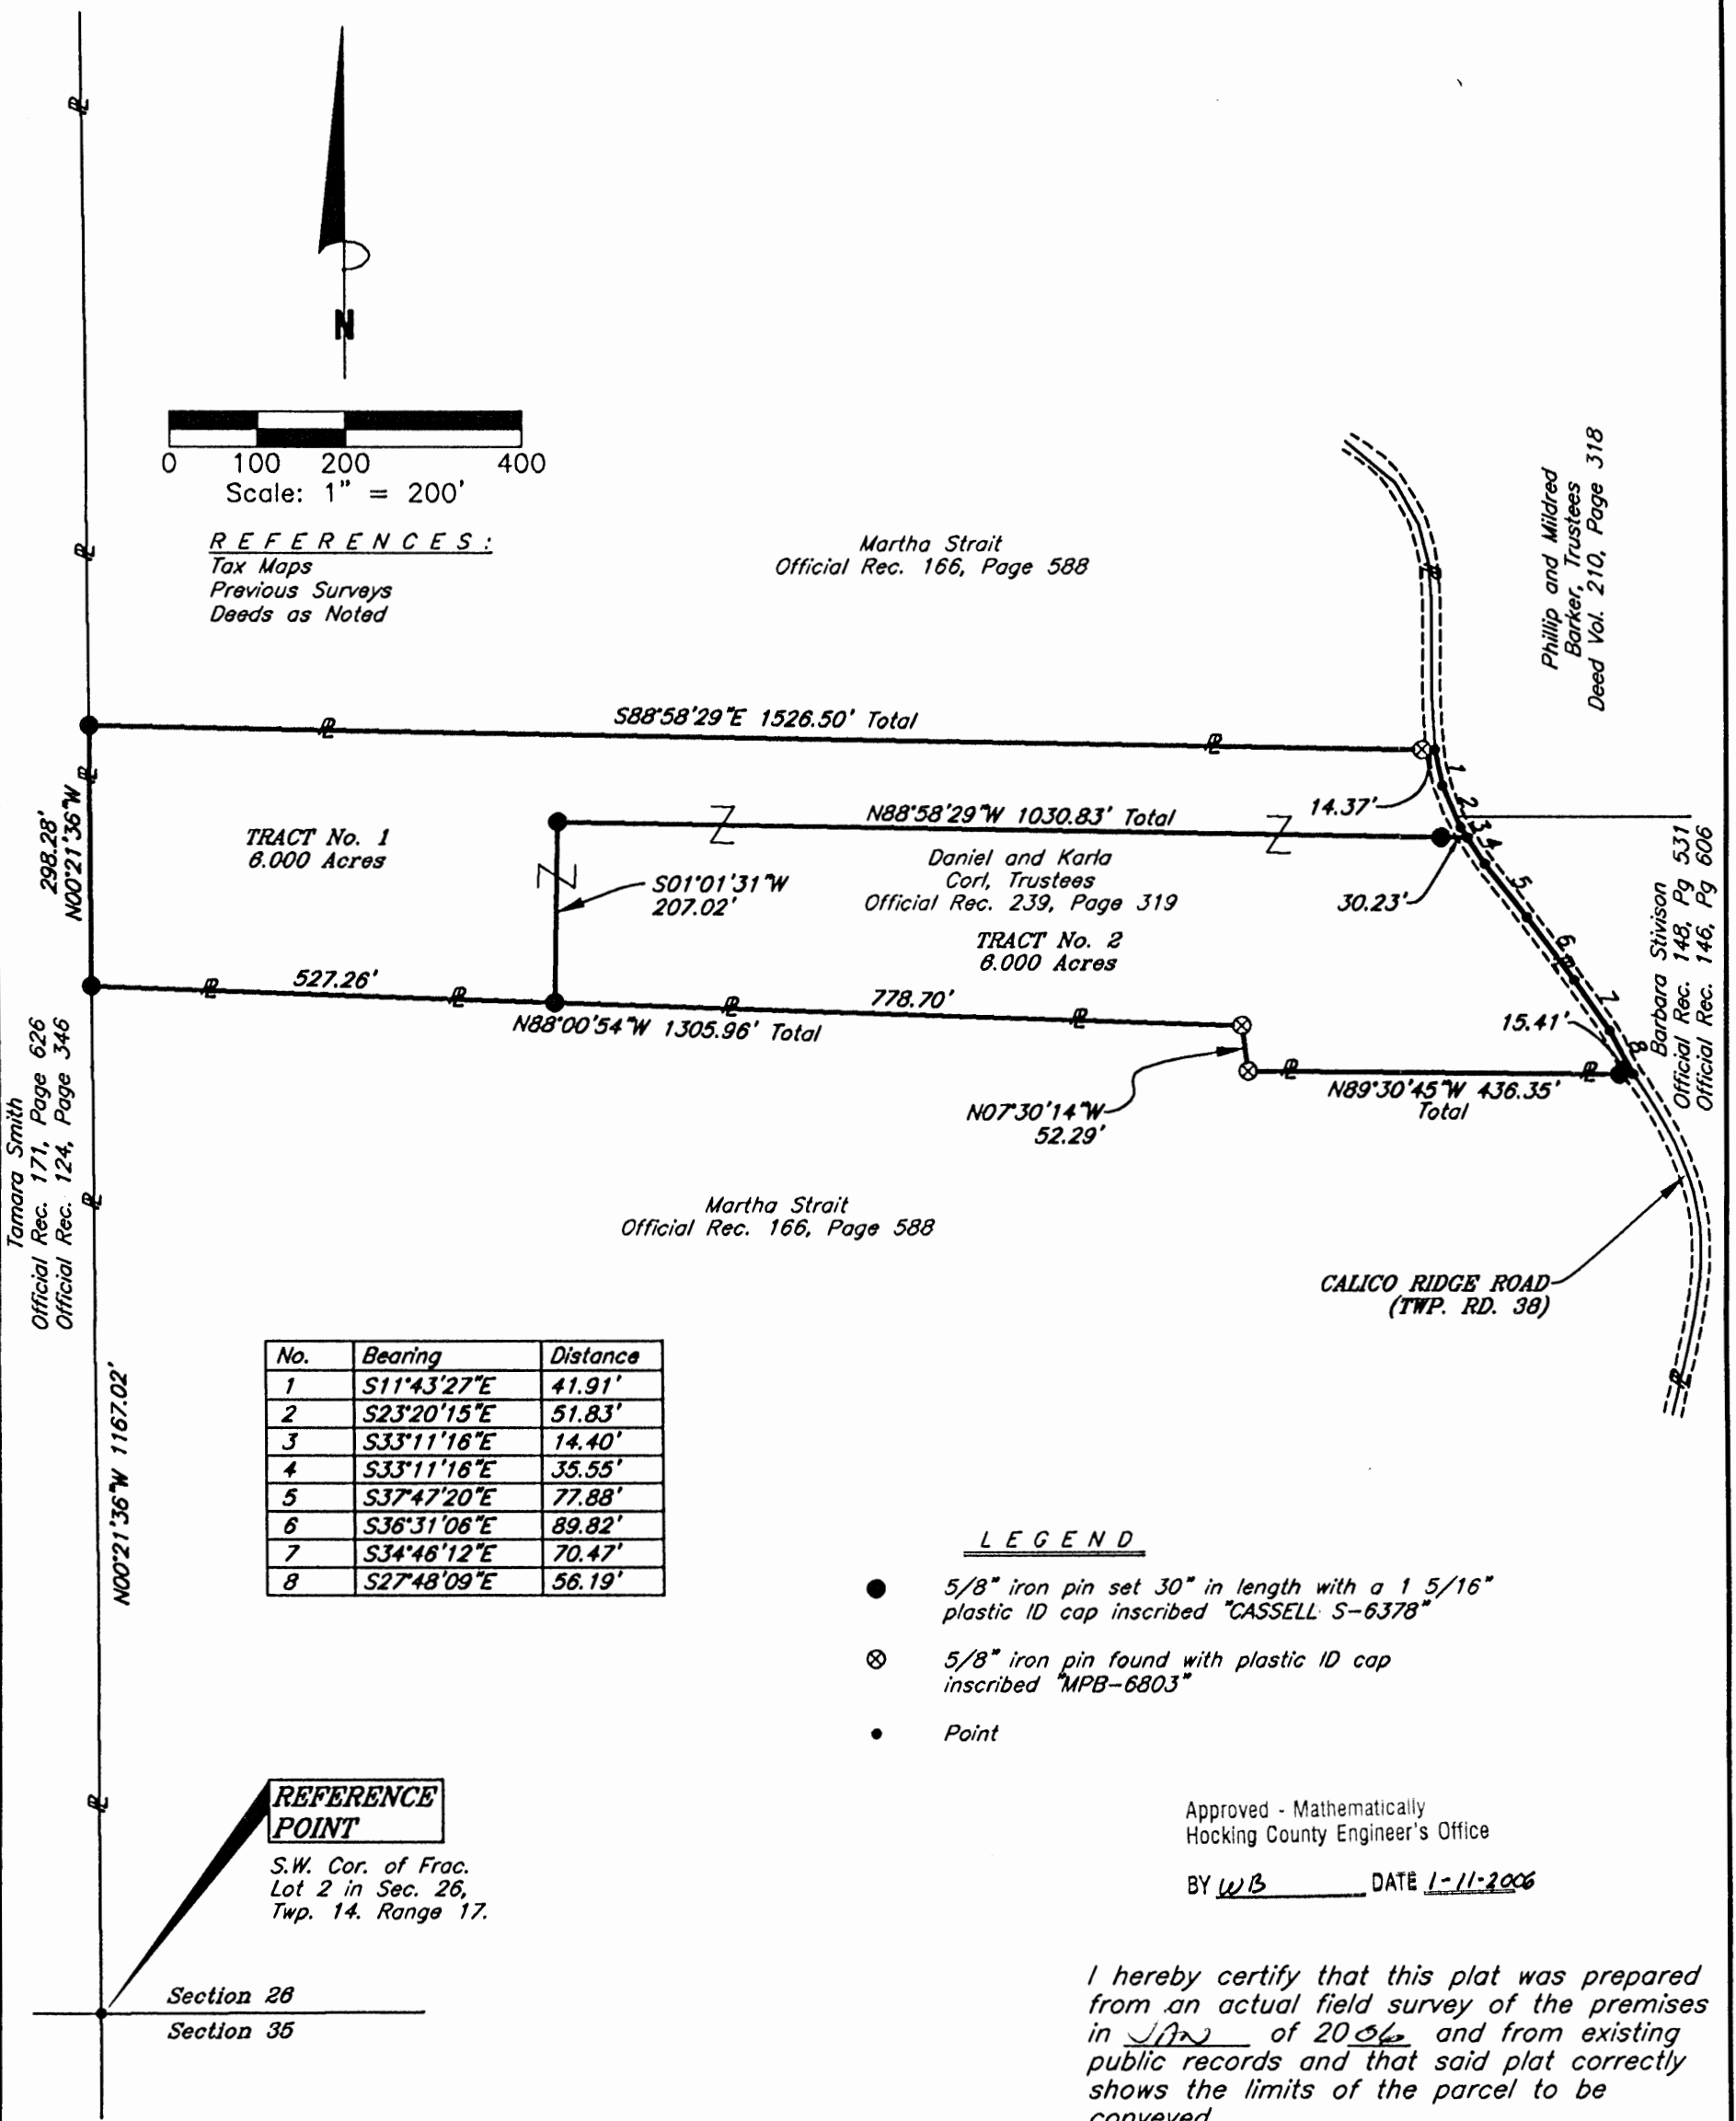 N
0 100 200 400
Scale: 1" = 200'
REFERENCES:
Tax Maps
Previous Surveys
Deeds as Noted
Martha Strait
Official Rec. 166, Page 588
Phillip and Mildred
Barker, Trustees
Deed Vol. 210, Page 318
S88°58'29"E 1526.50' Total
298.28'
N00°21'36"W
TRACT No. 1
6.000 Acres
N88°58'29"W 1030.83' Total
14.37'
1
2
3
4
5
6
7
8
S01°01'31"W
207.02'
Daniel and Karla
Corl, Trustees
Official Rec. 239, Page 319
TRACT No. 2
6.000 Acres
30.23'
Barbara Stivison
Official Rec. 148, Pg 531
Official Rec. 146, Pg 606
527.26'
778.70'
N88°00'54"W 1305.96' Total
15.41'
N89°30'45"W 436.35'
Total
N07°30'14"W
52.29'
Tamara Smith
Official Rec. 171, Page 626
Official Rec. 124, Page 346
Martha Strait
Official Rec. 166, Page 588
CALICO RIDGE ROAD
(TWP. RD. 38)
N00°21'36"W 1167.02'
No. Bearing Distance
1 S11°43'27"E 41.91'
2 S23°20'15"E 51.83'
3 S33°11'16"E 14.40'
4 S33°11'16"E 35.55'
5 S37°47'20"E 77.88'
6 S36°31'06"E 89.82'
7 S34°46'12"E 70.47'
8 S27°48'09"E 56.19'
LEGEND
5/8" iron pin set 30" in length with a 1 5/16"
plastic ID cap inscribed "CASSELL S-6378"
5/8" iron pin found with plastic ID cap
inscribed "MPB-6803"
Point
REFERENCE
POINT
S.W. Cor. of Frac.
Lot 2 in Sec. 26,
Twp. 14. Range 17.
Section 26
Section 35
Approved - Mathematically
Hocking County Engineer's Office
BY WB DATE 1-11-2006
I hereby certify that this plat was prepared
from an actual field survey of the premises
in JAN of 2006 and from existing
public records and that said plat correctly
shows the limits of the parcel to be
conveyed